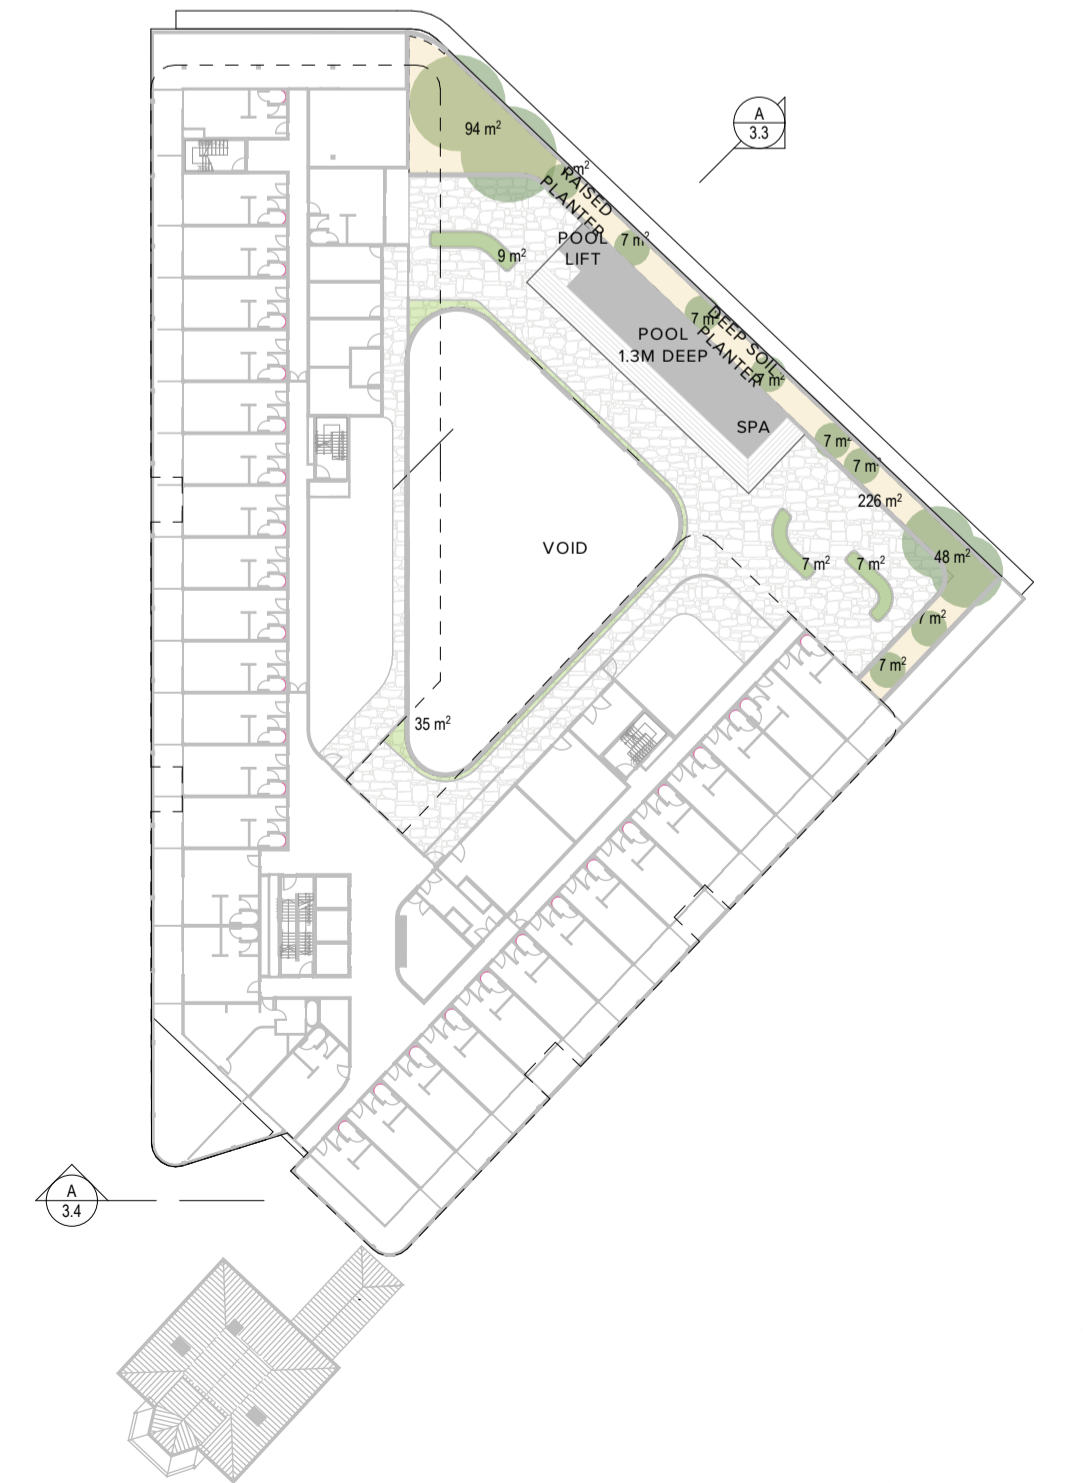 A
3.3
94 m²
m²
RAISED
PLANTER
7 m²
POOL
LIFT
9 m²
7 m²
DEEP SOIL
PLANTER
POOL
1.3M DEEP
7 m²
SPA
7 m²
7 m²
226 m²
VOID
48 m²
7 m²
7 m²
7 m²
7 m²
35 m²
A
3.4